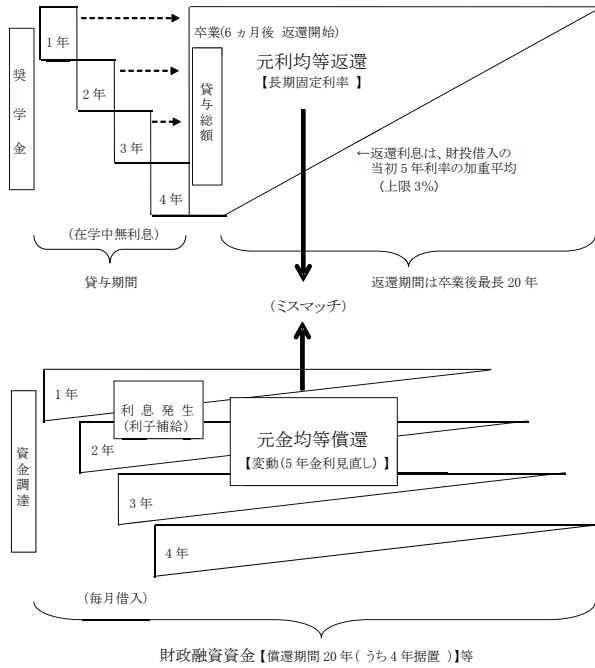 奨学金
1年
2年
3年
4年
貸与総額
卒業(6ヵ月後 返還開始)
元利均等返還
【長期固定利率】
←返還利息は、財投借入の
当初5年利率の加重平均
(上限3%)
(在学中無利息)
貸与期間
返還期間は卒業後最長20年
(ミスマッチ)
資金調達
1年
利息発生
(利子補給)
2年
元金均等償還
【変動(5年金利見直し)】
3年
4年
(毎月借入)
財政融資資金【償還期間20年(うち4年据置)】等